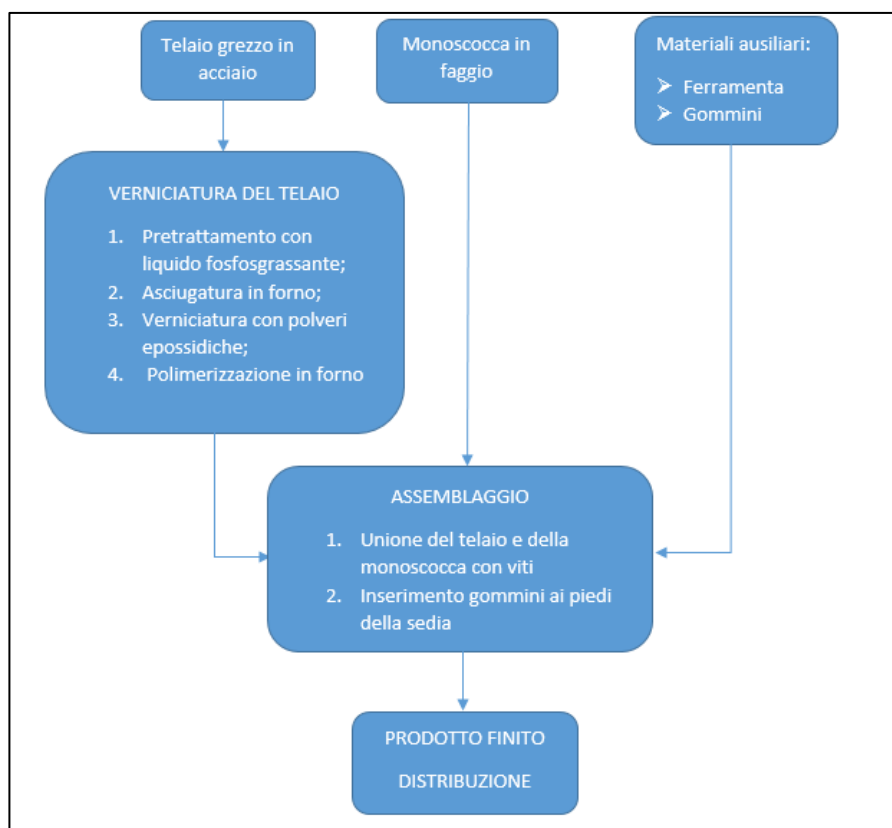 Telaio grezzo in
acciaio
Monoscocca in
faggio
Materiali ausiliari:
➢ Ferramenta
➢ Gommini
VERNICIATURA DEL TELAIO
1. Pretrattamento con
liquido fosfosgrassante;
2. Asciugatura in forno;
3. Verniciatura con polveri
epossidiche;
4. Polimerizzazione in forno
ASSEMBLAGGIO
1. Unione del telaio e della
monoscocca con viti
2. Inserimento gommini ai piedi
della sedia
PRODOTTO FINITO
DISTRIBUZIONE